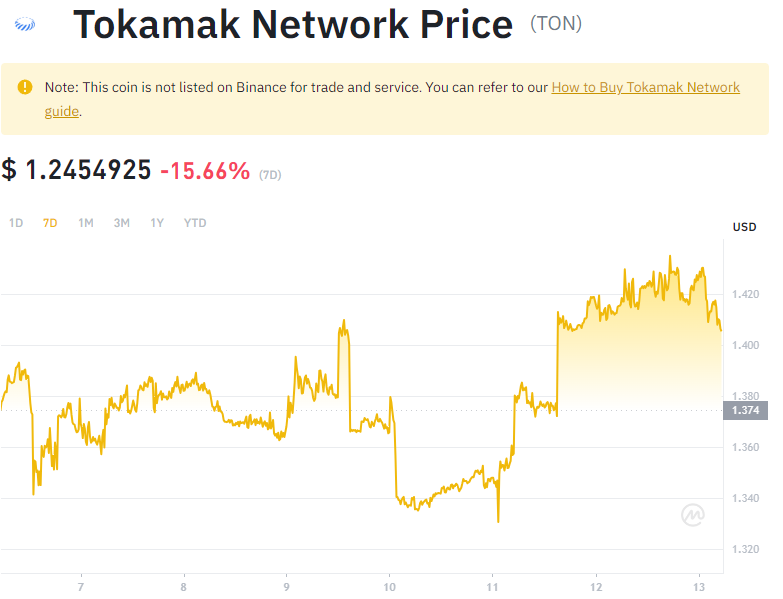 Tokamak Network Price (TON)
Note: This coin is not listed on Binance for trade and service. You can refer to our How to Buy Tokamak Network
guide.
$ 1.2454925 -15.66% (7D)
1D 7D 1M 3M 1Y YTD
USD
1.420
1.400
1.380
1.374
1.360
1.340
1.320
7 8 9 10 11 12 13